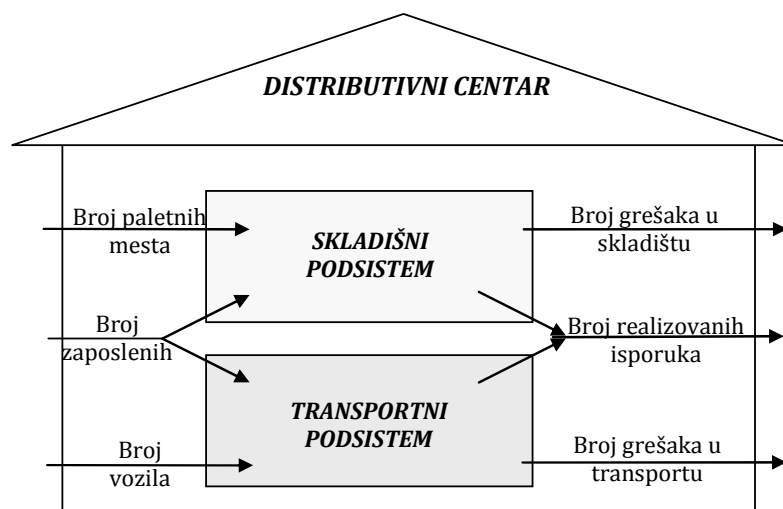 DISTRIBUTIVNI CENTAR
Broj paletnih
mesta
SKLADIŠNI
PODSISTEM
Broj grešaka u
skladištu
Broj
zaposlenih
Broj realizovanih
isporuka
TRANSPORTNI
PODSISTEM
Broj
vozila
Broj grešaka u
transportu